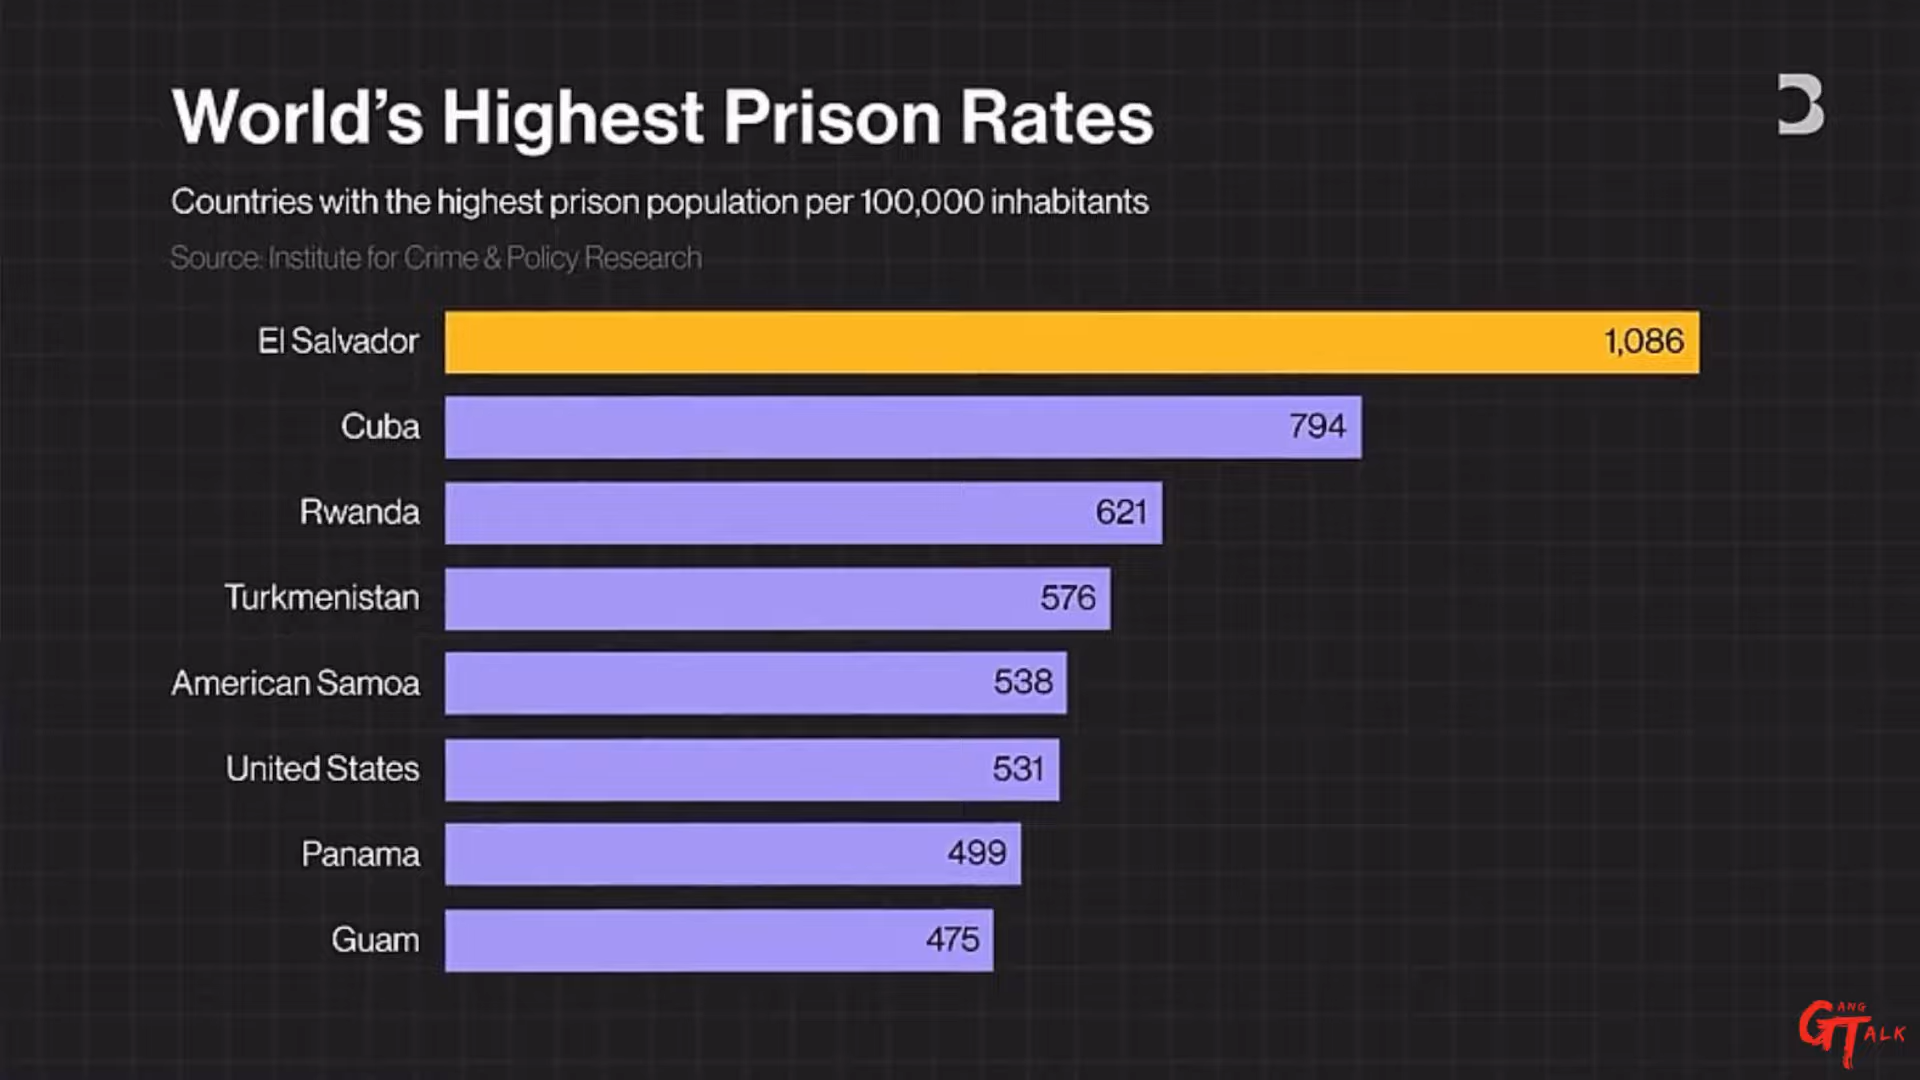 World's Highest Prison Rates
Countries with the highest prison population per 100,000 inhabitants
Source: Institute for Crime & Policy Research
El Salvador 1,086
Cuba 794
Rwanda 621
Turkmenistan 576
American Samoa 538
United States 531
Panama 499
Guam 475
GANG TALK